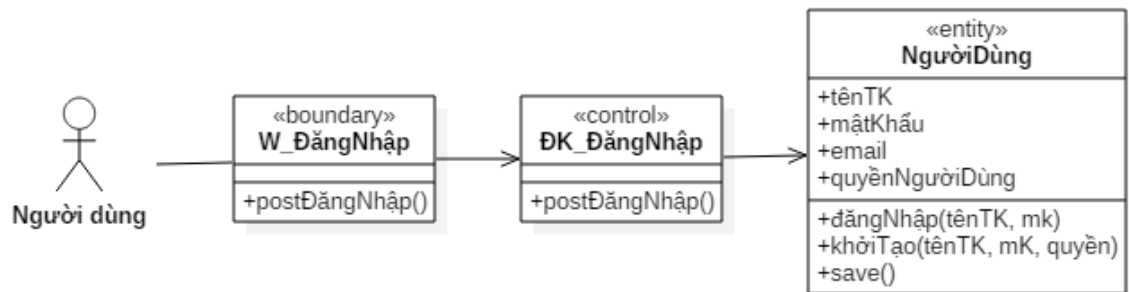 Người dùng
«boundary»
W_ĐăngNhập
+postĐăngNhập()
«control»
ĐK_ĐăngNhập
+postĐăngNhập()
«entity»
NgườiDùng
+tênTK
+mậtKhẩu
+email
+quyềnNgườiDùng
+đăngNhập(tênTK, mk)
+khởiTạo(tênTK, mK, quyền)
+save()